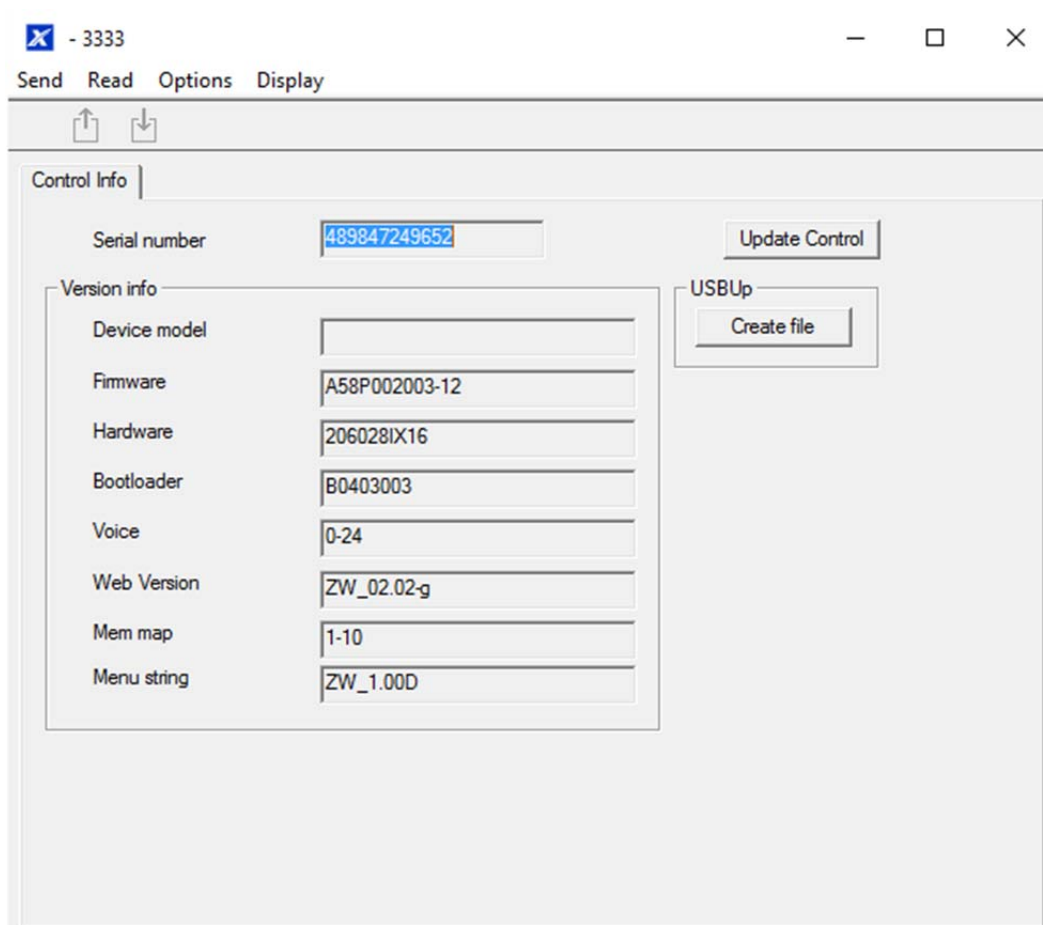 X - 3333
Send Read Options Display
Control Info
Serial number 489847249652 Update Control
Version info USBUp
Device model Create file
Firmware A58P002003-12
Hardware 206028IX16
Bootloader B0403003
Voice 0-24
Web Version ZW_02.02-g
Mem map 1-10
Menu string ZW_1.00D